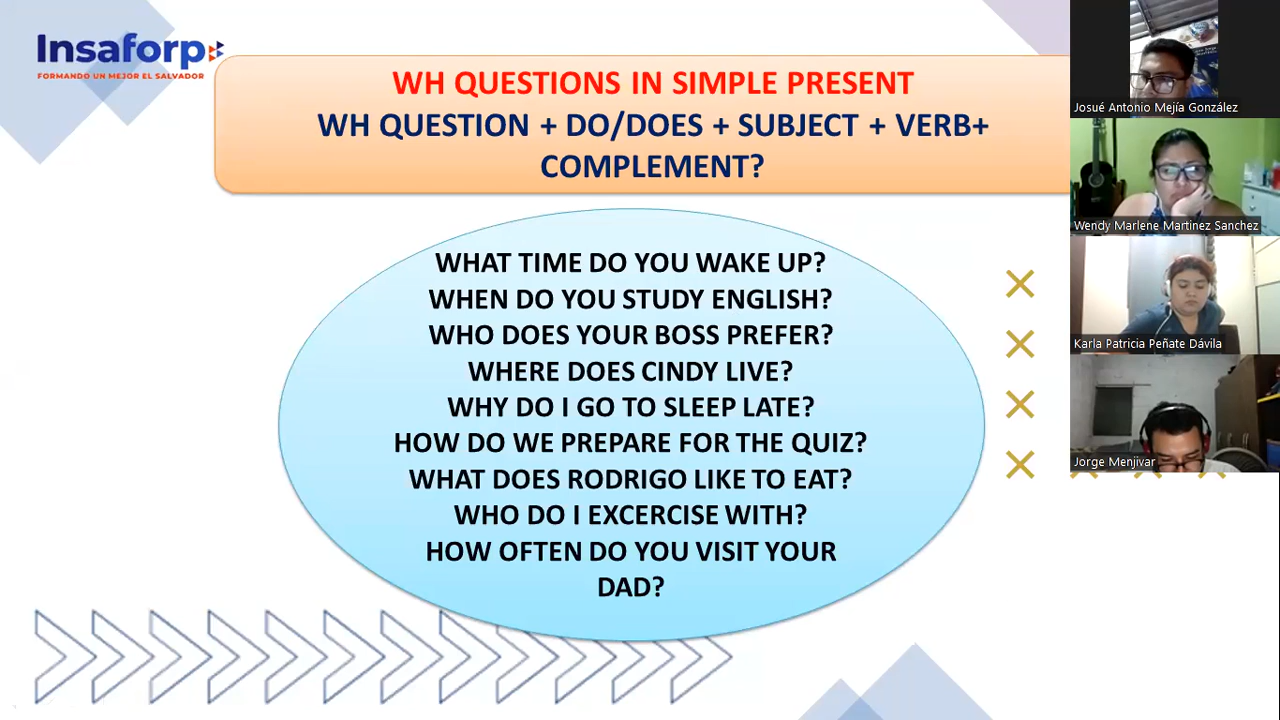 Insaforp
FORMANDO UN MEJOR EL SALVADOR
WH QUESTIONS IN SIMPLE PRESENT
WH QUESTION + DO/DOES + SUBJECT + VERB+
COMPLEMENT?
WHAT TIME DO YOU WAKE UP?
WHEN DO YOU STUDY ENGLISH?
WHO DOES YOUR BOSS PREFER?
WHERE DOES CINDY LIVE?
WHY DO I GO TO SLEEP LATE?
HOW DO WE PREPARE FOR THE QUIZ?
WHAT DOES RODRIGO LIKE TO EAT?
WHO DO I EXCERCISE WITH?
HOW OFTEN DO YOU VISIT YOUR
DAD?
Josué Antonio Mejía González
Wendy Marlene Martinez Sanchez
Karla Patricia Peñate Dávila
Jorge Menjivar